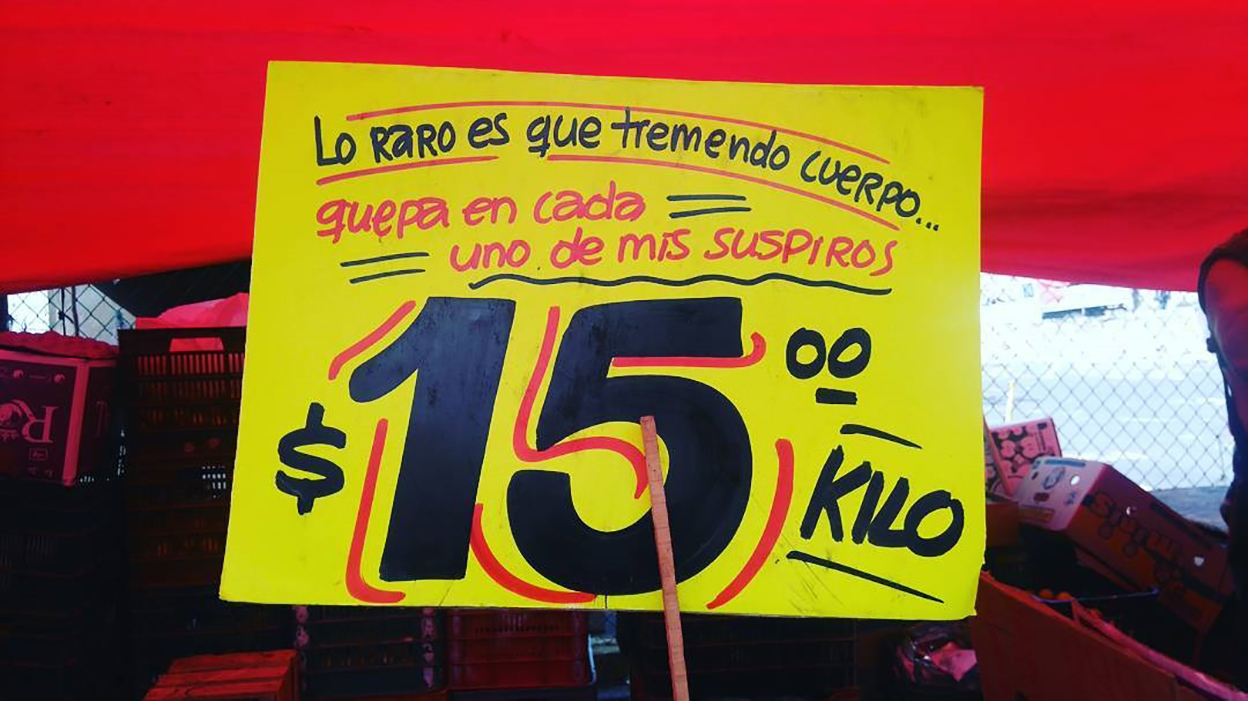 Lo raro es que tremendo cuerpo...
quepa en cada
uno de mis suspiros
$15.00 KILO